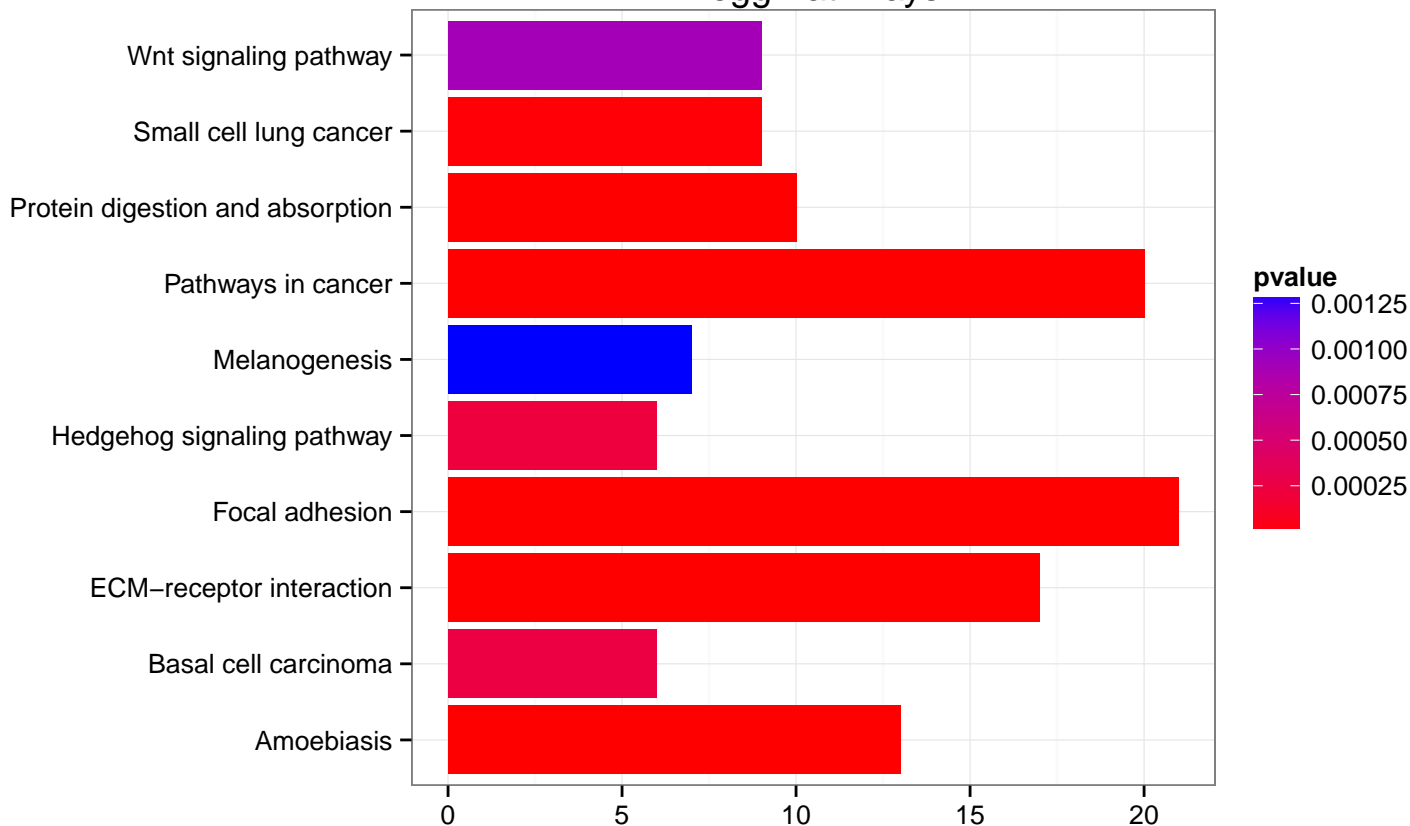 Wnt signaling pathway
Small cell lung cancer
Protein digestion and absorption
Pathways in cancer
Melanogenesis
Hedgehog signaling pathway
Focal adhesion
ECM−receptor interaction
Basal cell carcinoma
Amoebiasis
0 5 10 15 20
pvalue
0.00125
0.00100
0.00075
0.00050
0.00025